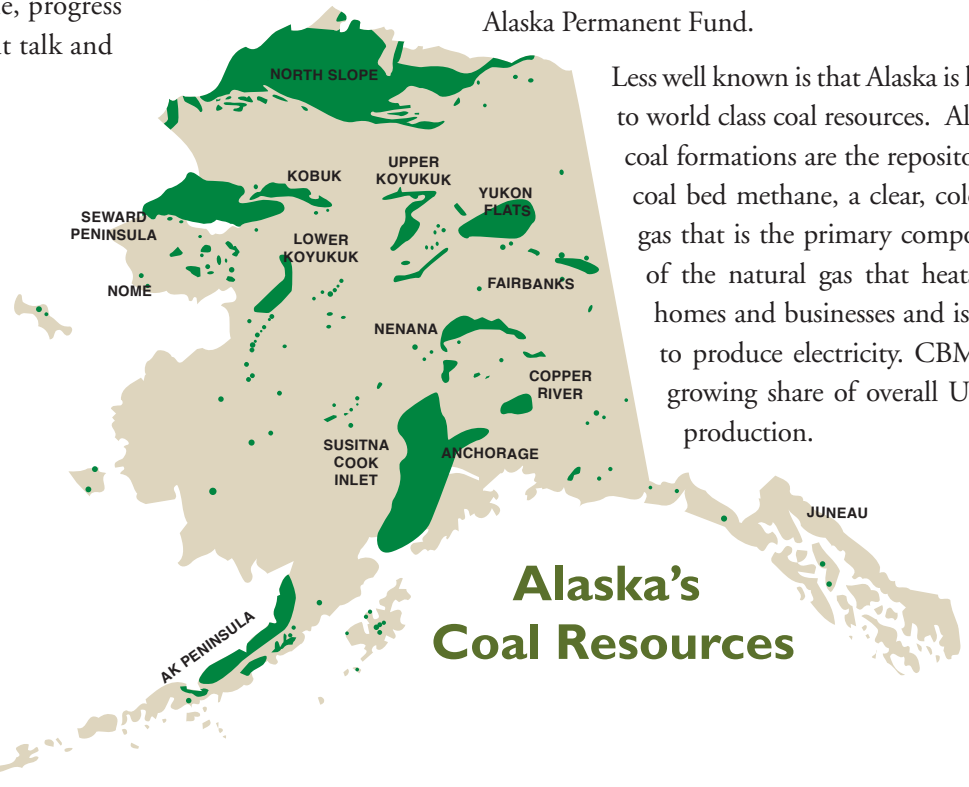 e, progress
t talk and
Alaska Permanent Fund.
Less well known is that Alaska is
to world class coal resources. Al
coal formations are the reposito
coal bed methane, a clear, col
gas that is the primary compo
of the natural gas that heat
homes and businesses and is
to produce electricity. CBM
growing share of overall U
production.
NORTH SLOPE
KOBUK
UPPER
KOYUKUK
YUKON
FLATS
SEWARD
PENINSULA
LOWER
KOYUKUK
NOME
FAIRBANKS
NENANA
COPPER
RIVER
SUSITNA
COOK
INLET
ANCHORAGE
JUNEAU
AK PENINSULA
Alaska's
Coal Resources